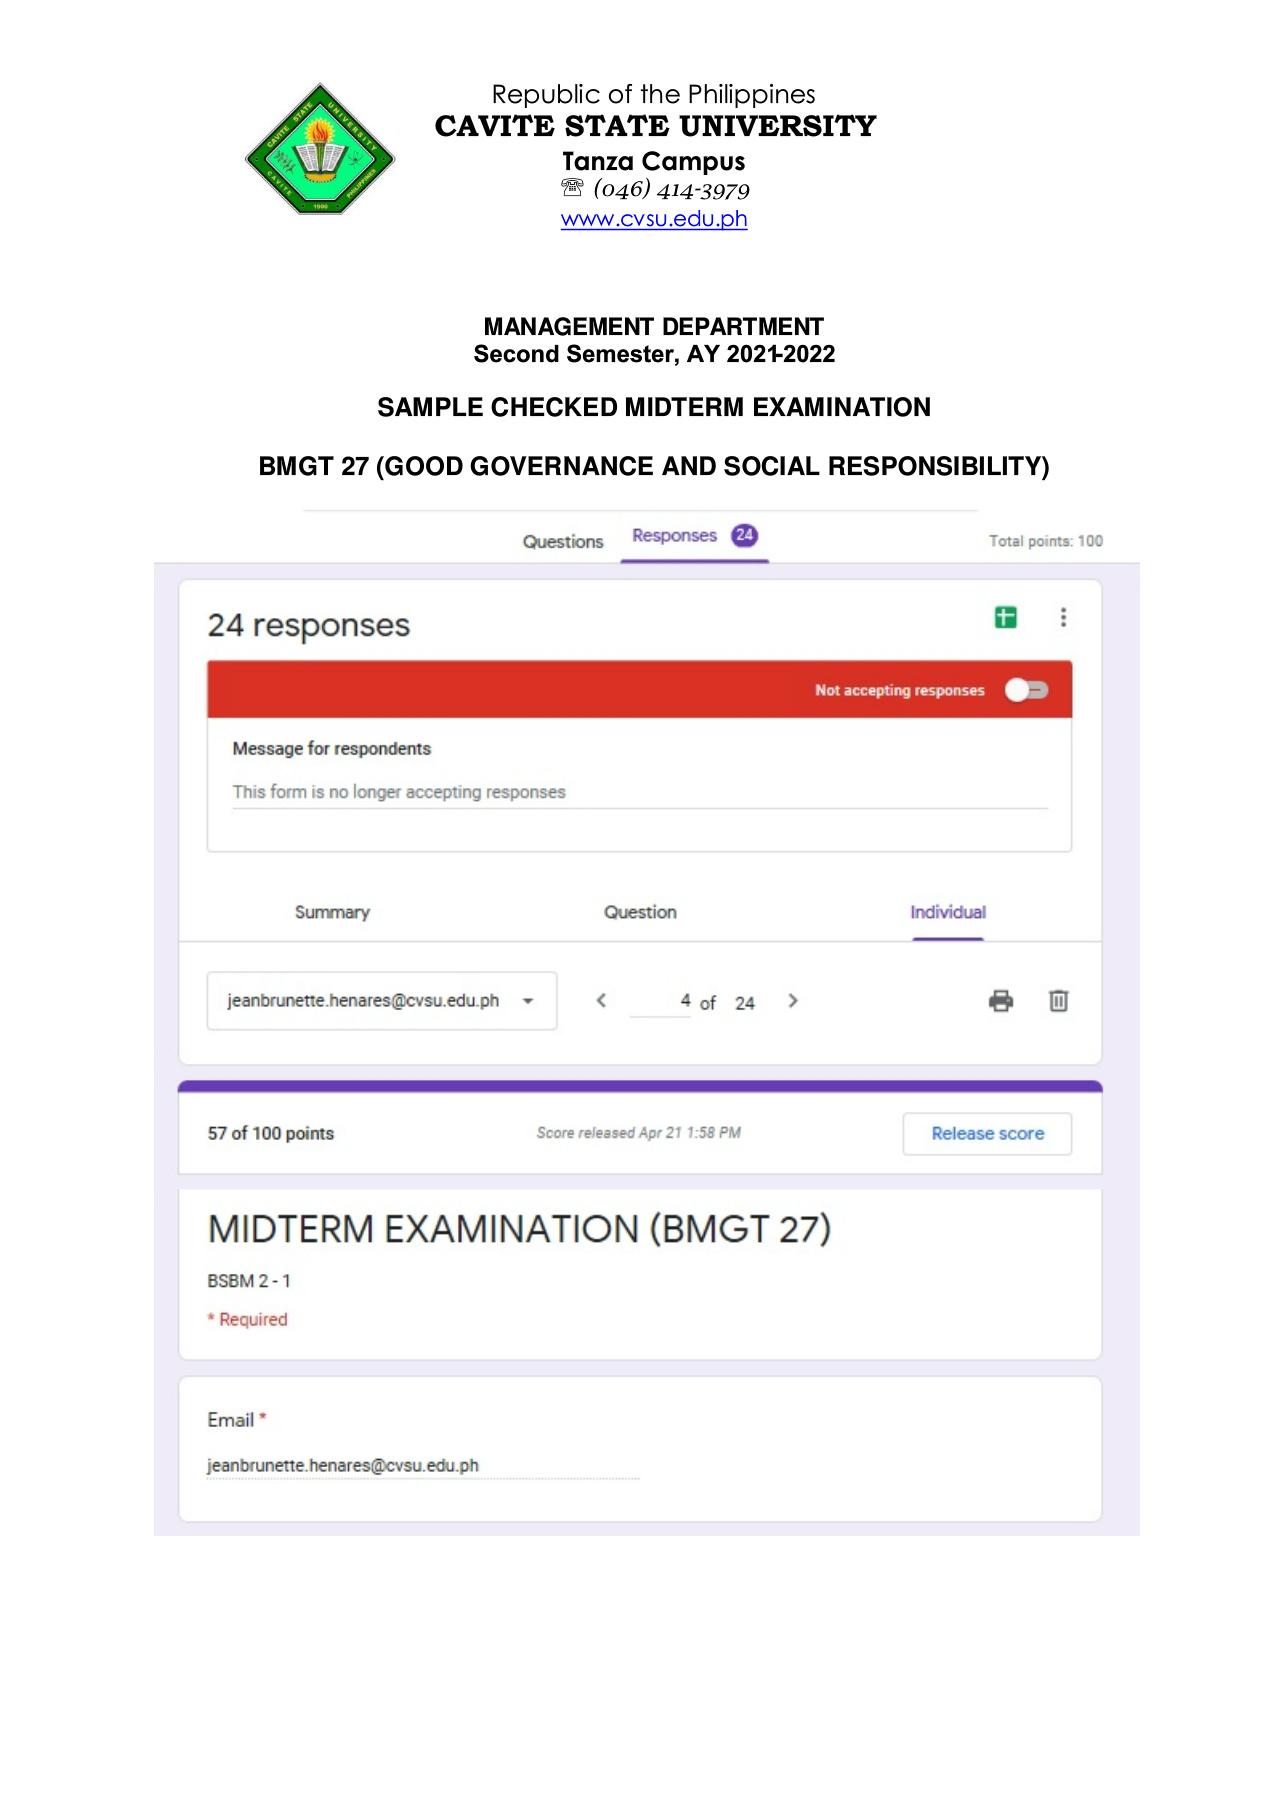 CAVITE STATE UNIVERSITY
CAVITE PHILIPPINES
1906
Republic of the Philippines
CAVITE STATE UNIVERSITY
Tanza Campus
☏ (046) 414-3979
www.cvsu.edu.ph
MANAGEMENT DEPARTMENT
Second Semester, AY 2021-2022
SAMPLE CHECKED MIDTERM EXAMINATION
BMGT 27 (GOOD GOVERNANCE AND SOCIAL RESPONSIBILITY)
Questions Responses 24 Total points: 100
24 responses
Not accepting responses
Message for respondents
This form is no longer accepting responses
Summary Question Individual
jeanbrunette.henares@cvsu.edu.ph 4 of 24
57 of 100 points Score released Apr 21 1:58 PM Release score
MIDTERM EXAMINATION (BMGT 27)
BSBM 2 - 1
* Required
Email *
jeanbrunette.henares@cvsu.edu.ph